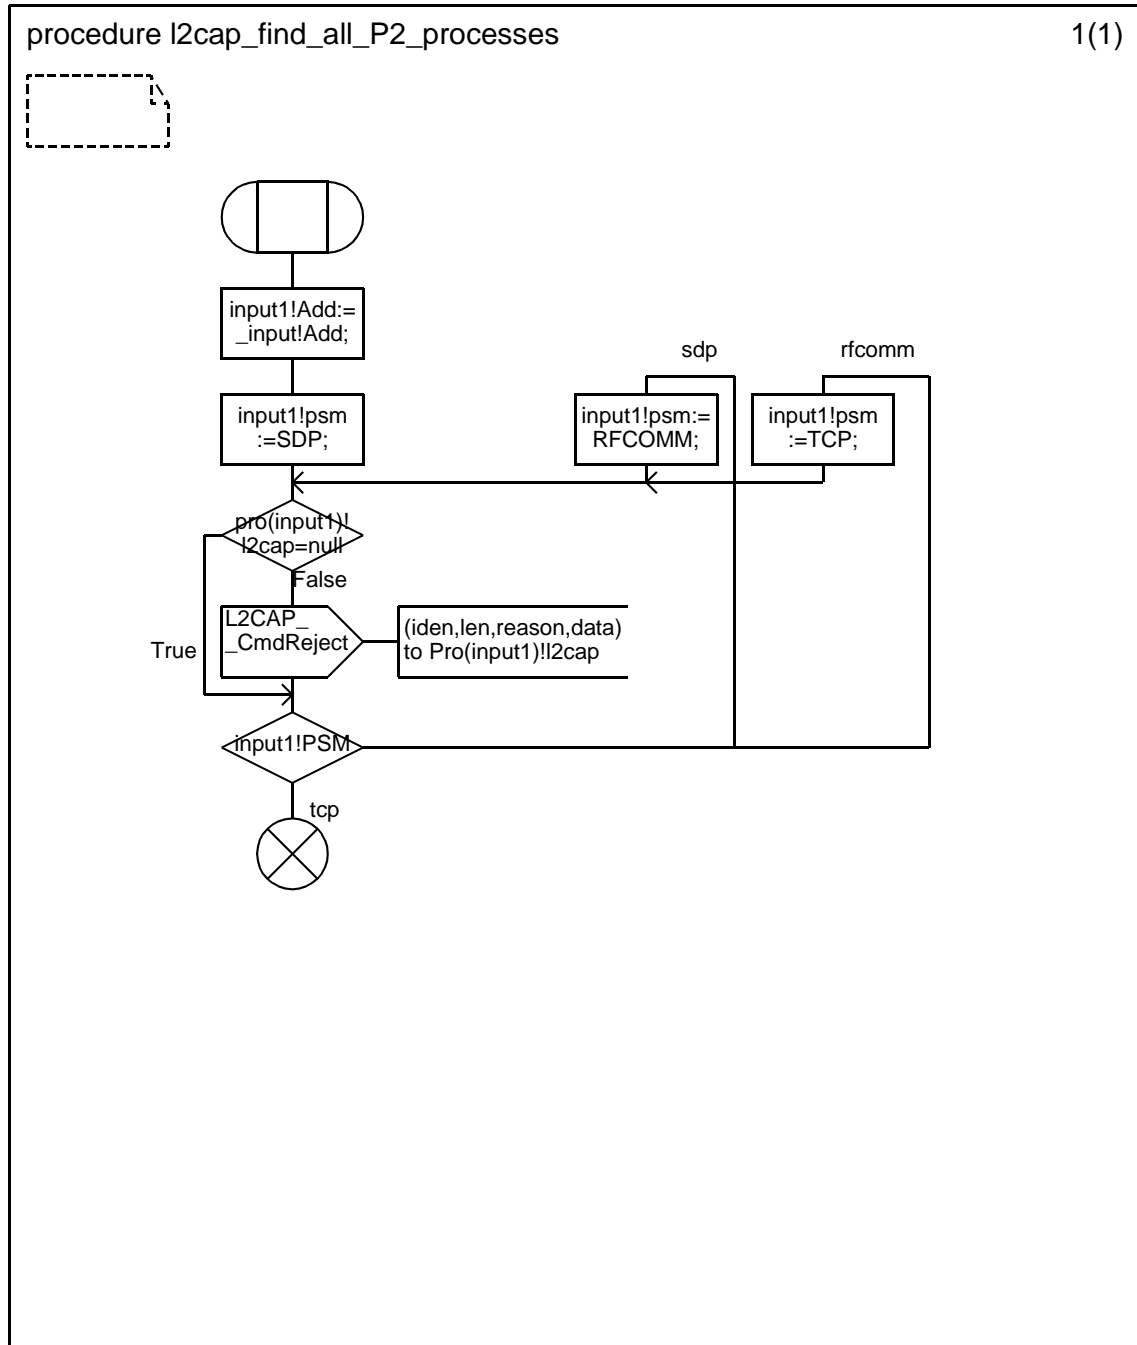 procedure l2cap_find_all_P2_processes
1(1)
input1!Add:=
_input!Add;
sdp
rfcomm
input1!psm
:=SDP;
input1!psm:=
RFCOMM;
input1!psm
:=TCP;
pro(input1)!
l2cap=null
False
L2CAP_
_CmdReject
(iden,len,reason,data)
to Pro(input1)!l2cap
True
input1!PSM
tcp